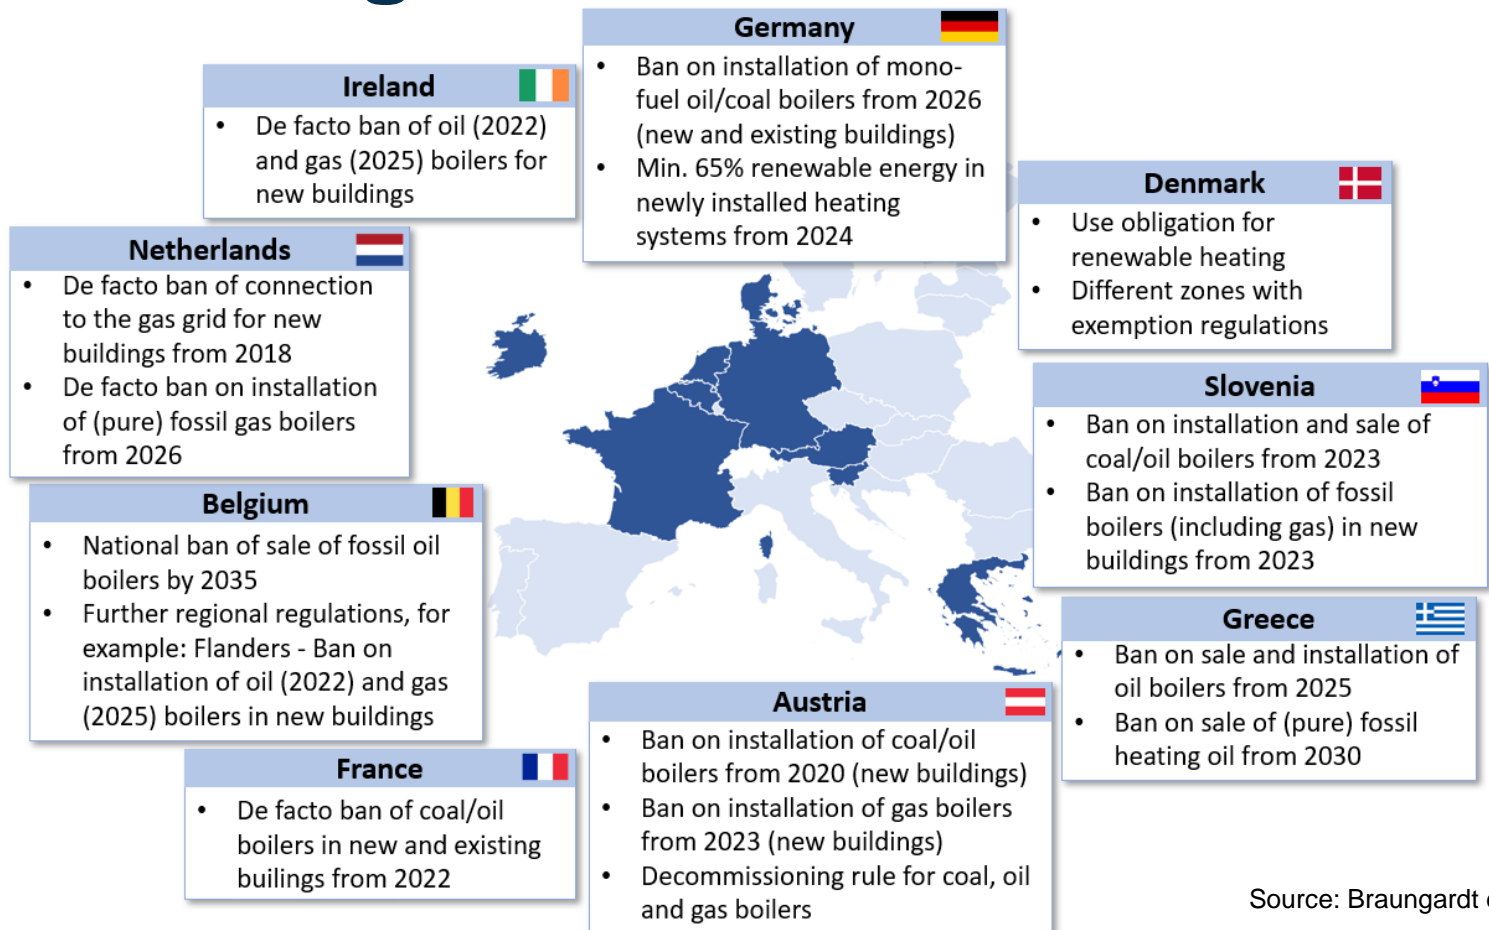 Germany
• Ban on installation of mono-
fuel oil/coal boilers from 2026
(new and existing buildings)
• Min. 65% renewable energy in
newly installed heating
systems from 2024
Ireland
• De facto ban of oil (2022)
and gas (2025) boilers for
new buildings
Denmark
• Use obligation for
renewable heating
• Different zones with
exemption regulations
Netherlands
• De facto ban of connection
to the gas grid for new
buildings from 2018
• De facto ban on installation
of (pure) fossil gas boilers
from 2026
Slovenia
• Ban on installation and sale of
coal/oil boilers from 2023
• Ban on installation of fossil
boilers (including gas) in new
buildings from 2023
Belgium
• National ban of sale of fossil oil
boilers by 2035
• Further regional regulations, for
example: Flanders - Ban on
installation of oil (2022) and gas
(2025) boilers in new buildings
Greece
• Ban on sale and installation of
oil boilers from 2025
• Ban on sale of (pure) fossil
heating oil from 2030
Austria
• Ban on installation of coal/oil
boilers from 2020 (new buildings)
• Ban on installation of gas boilers
from 2023 (new buildings)
• Decommissioning rule for coal, oil
and gas boilers
France
• De facto ban of coal/oil
boilers in new and existing
builings from 2022
Source: Braungardt